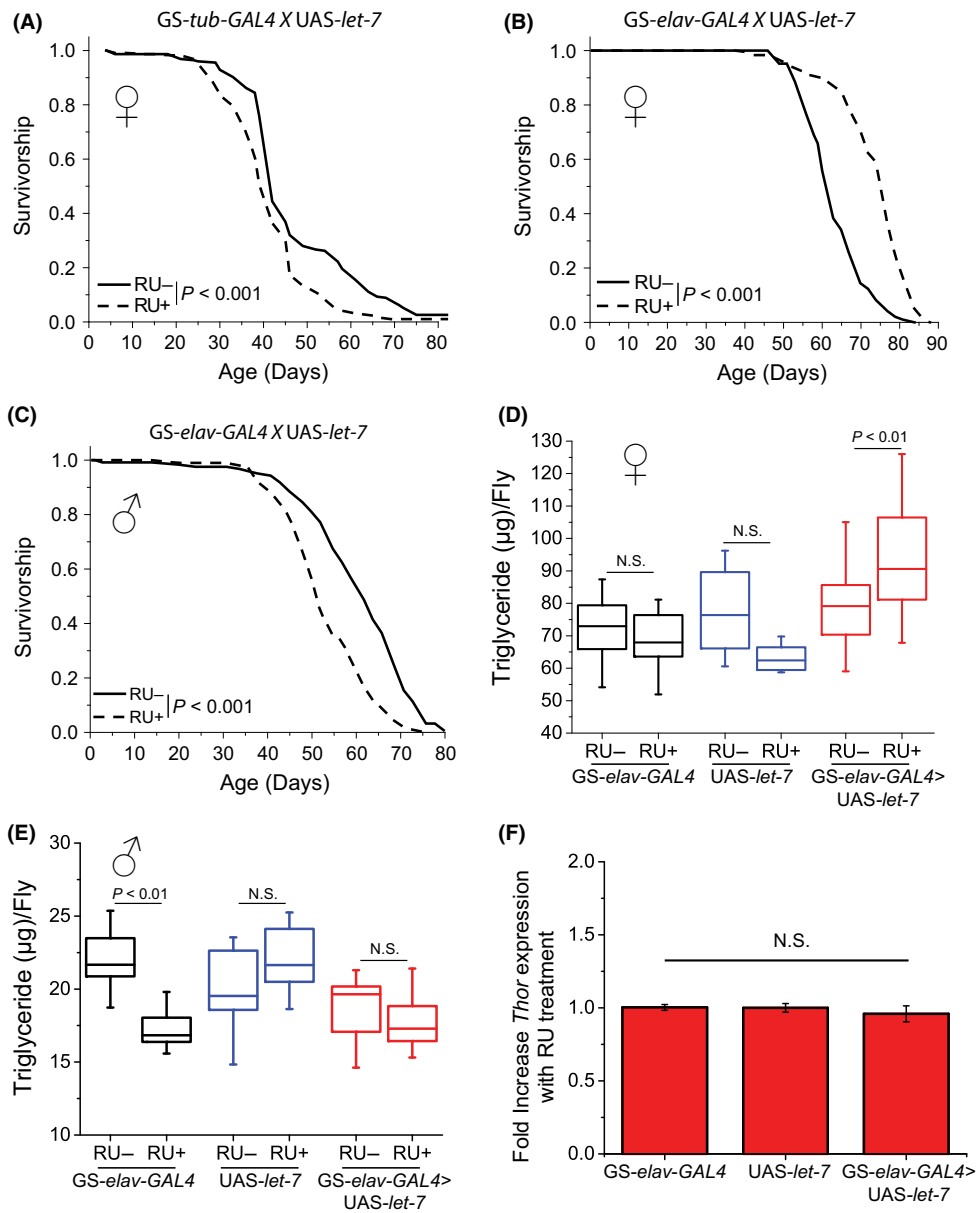 (A)
GS-tub-GAL4 X UAS-let-7
♀
Survivorship
1.0
0.8
0.6
0.4
0.2
0.0
RU–
RU+
P < 0.001
0 10 20 30 40 50 60 70 80
Age (Days)
(B)
GS-elav-GAL4 X UAS-let-7
♀
Survivorship
1.0
0.8
0.6
0.4
0.2
0.0
RU–
RU+
P < 0.001
0 10 20 30 40 50 60 70 80 90
Age (Days)
(C)
GS-elav-GAL4 X UAS-let-7
♂
Survivorship
1.0
0.8
0.6
0.4
0.2
0.0
RU–
RU+
P < 0.001
0 10 20 30 40 50 60 70 80
Age (Days)
(D)
♀
Triglyceride (µg)/Fly
130
120
110
100
90
80
70
60
50
40
N.S.
N.S.
P < 0.01
RU– RU+ RU– RU+ RU– RU+
GS-elav-GAL4 UAS-let-7 GS-elav-GAL4>
UAS-let-7
(E)
♂
Triglyceride (µg)/Fly
30
25
20
15
10
P < 0.01
N.S.
N.S.
RU– RU+ RU– RU+ RU– RU+
GS-elav-GAL4 UAS-let-7 GS-elav-GAL4>
UAS-let-7
(F)
Fold Increase Thor expression
with RU treatment
2.0
1.5
1.0
0.5
0.0
N.S.
GS-elav-GAL4 UAS-let-7 GS-elav-GAL4>
UAS-let-7